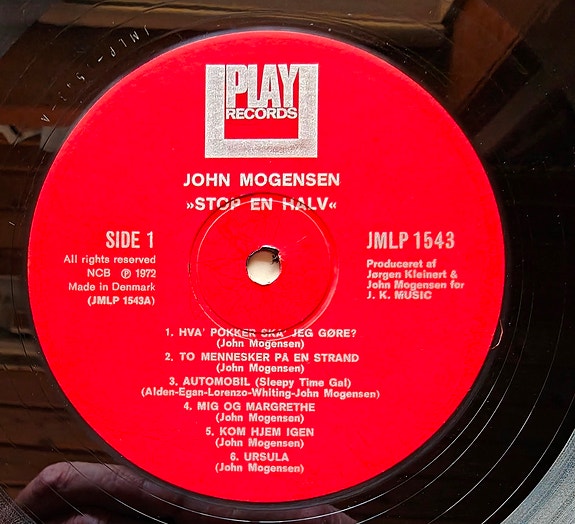 JMLP-1543-A
PLAY
RECORDS
JOHN MOGENSEN
»STOP EN HALV«
SIDE 1
All rights reserved
NCB ℗ 1972
Made in Denmark
(JMLP 1543A)
JMLP 1543
Produceret af
Jørgen Kleinert &
John Mogensen for
J. K. MUSIC
1. HVA' POKKER SKA' JEG GØRE?
(John Mogensen)
2. TO MENNESKER PÅ EN STRAND
(John Mogensen)
3. AUTOMOBIL (Sleepy Time Gal)
(Alden-Egan-Lorenzo-Whiting-John Mogensen)
4. MIG OG MARGRETHE
(John Mogensen)
5. KOM HJEM IGEN
(John Mogensen)
6. URSULA
(John Mogensen)